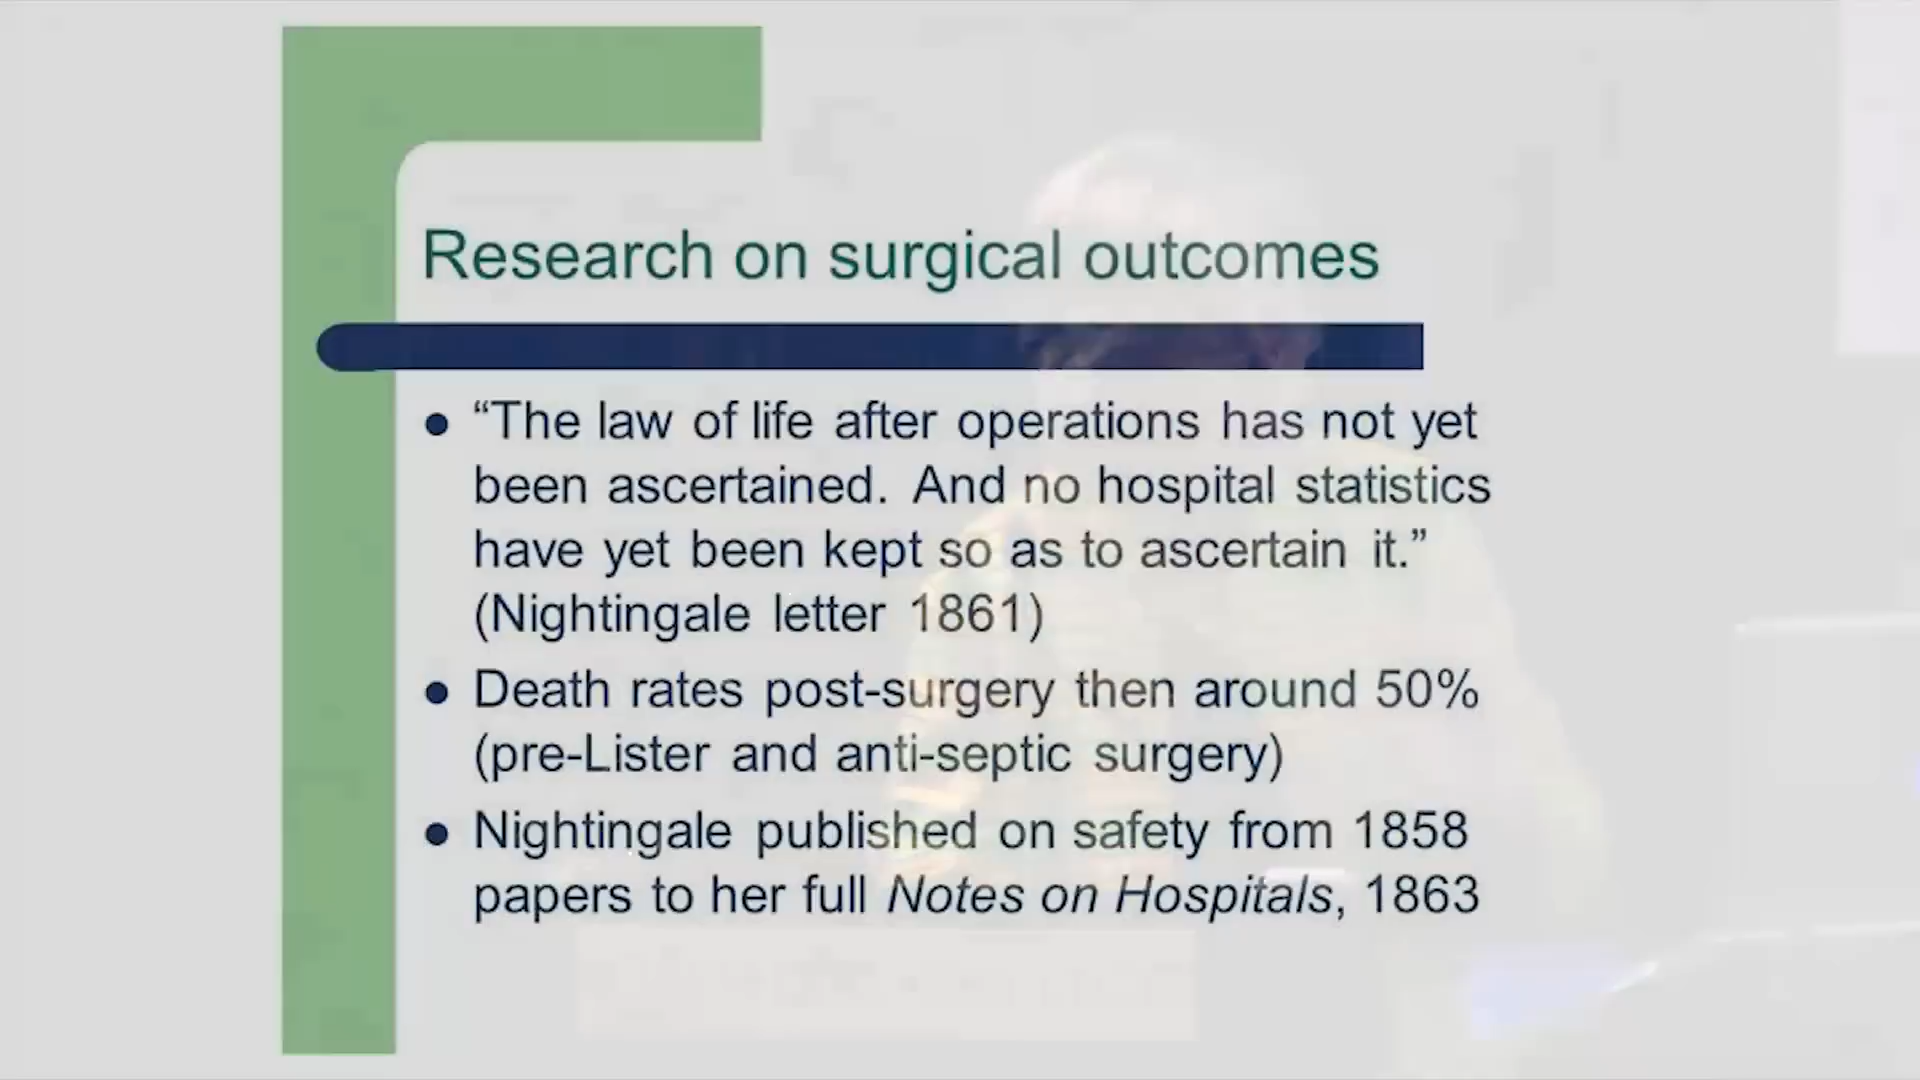 Research on surgical outcomes
● “The law of life after operations has not yet
been ascertained. And no hospital statistics
have yet been kept so as to ascertain it.”
(Nightingale letter 1861)
● Death rates post-surgery then around 50%
(pre-Lister and anti-septic surgery)
● Nightingale published on safety from 1858
papers to her full Notes on Hospitals, 1863